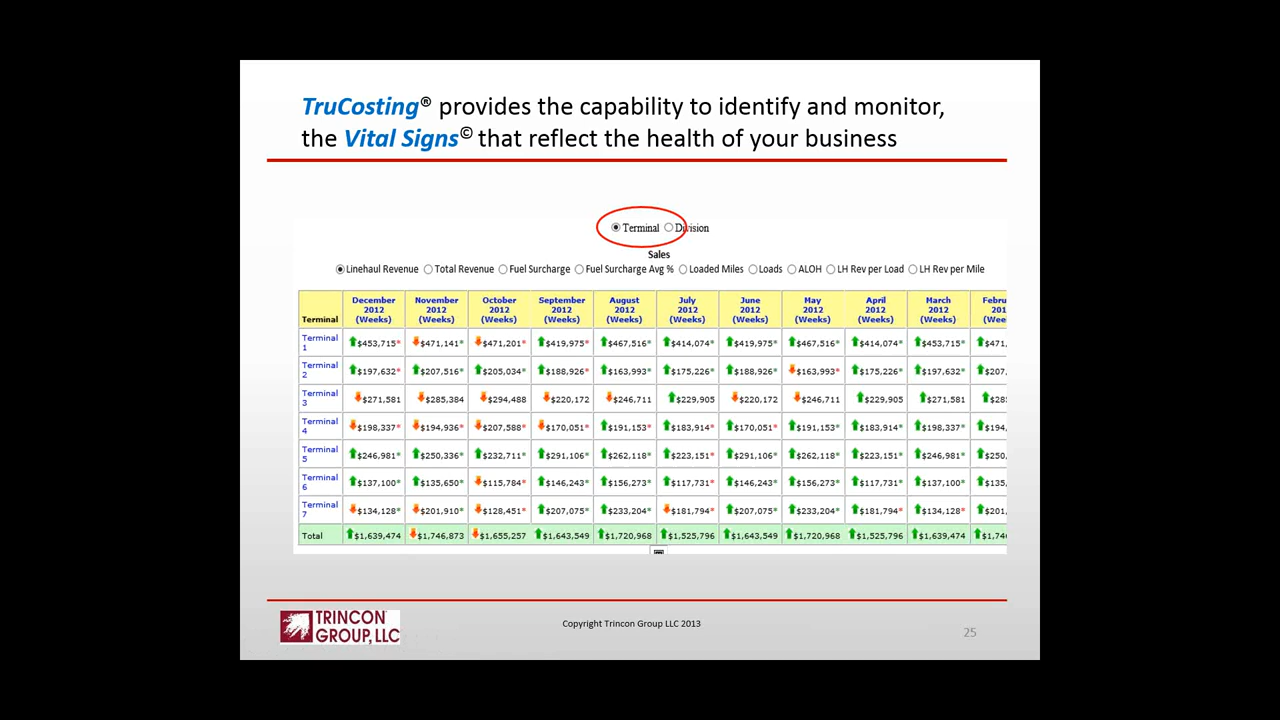 TruCosting® provides the capability to identify and monitor,
the Vital Signs© that reflect the health of your business
Terminal Division
Sales
Linehaul Revenue Total Revenue Fuel Surcharge Fuel Surcharge Avg % Loaded Miles Loads ALOH LH Rev per Load LH Rev per Mile
December November October September August July June May April March Febru
2012 2012 2012 2012 2012 2012 2012 2012 2012 2012 201
Terminal (Weeks) (Weeks) (Weeks) (Weeks) (Weeks) (Weeks) (Weeks) (Weeks) (Weeks) (Weeks) (Wee
Terminal 1 $453,715* $471,141* $471,201* $419,975* $467,516* $414,074* $419,975* $467,516* $414,074* $453,715* $471,
Terminal 2 $197,632* $207,516* $205,034* $188,926* $163,993* $175,226* $188,926* $163,993* $175,226* $197,632* $207,
Terminal 3 $271,581 $285,384 $294,488 $220,172 $246,711 $229,905 $220,172 $246,711 $229,905 $271,581 $285
Terminal 4 $198,337* $194,936* $207,588* $170,051* $191,153* $183,914* $170,051* $191,153* $183,914* $198,337* $194,
Terminal 5 $246,981* $250,336* $232,711* $291,106* $262,118* $223,151* $291,106* $262,118* $223,151* $246,981* $250,
Terminal 6 $137,100* $135,650* $115,784* $146,243* $156,273* $117,731* $146,243* $156,273* $117,731* $137,100* $135,
Terminal 7 $134,128* $201,910* $128,451* $207,075* $233,204* $181,794* $207,075* $233,204* $181,794* $134,128* $201,
Total $1,639,474 $1,746,873 $1,655,257 $1,643,549 $1,720,968 $1,525,796 $1,643,549 $1,720,968 $1,525,796 $1,639,474 $1,746
TRINCON
GROUP, LLC
Copyright Trincon Group LLC 2013
25